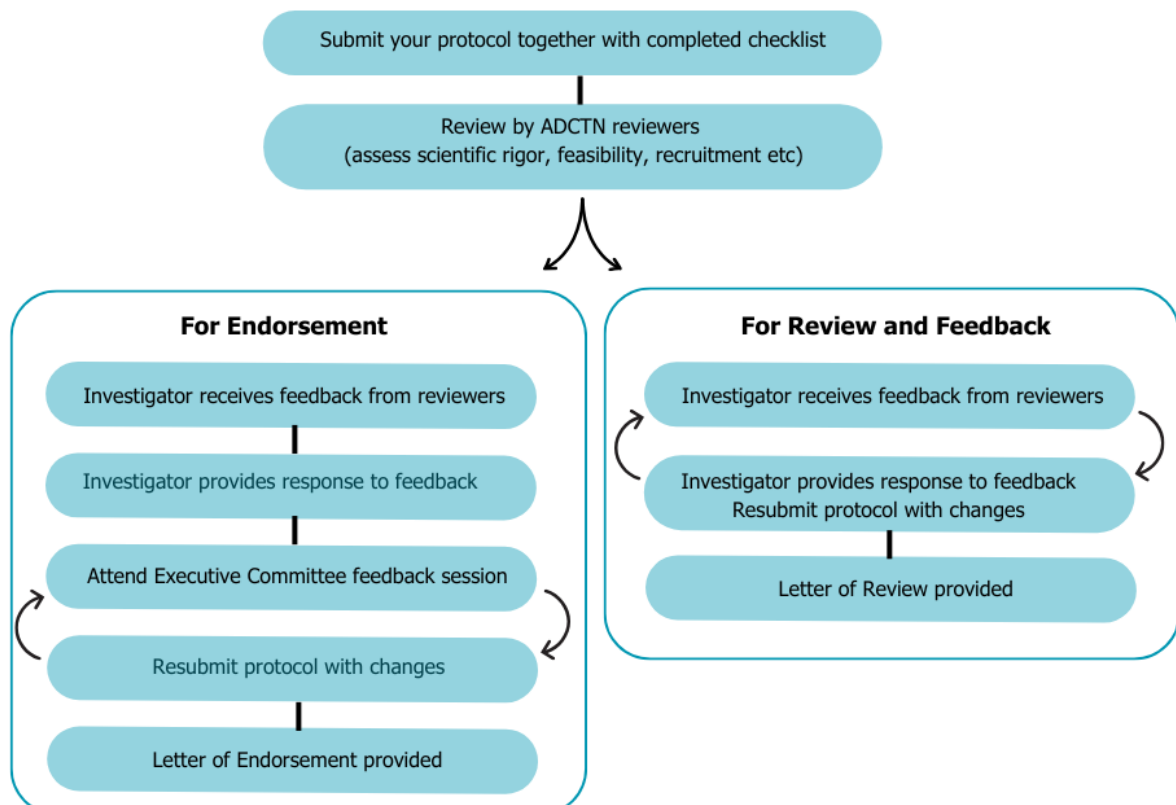 Submit your protocol together with completed checklist
Review by ADCTN reviewers
(assess scientific rigor, feasibility, recruitment etc)
For Endorsement
Investigator receives feedback from reviewers
Investigator provides response to feedback
Attend Executive Committee feedback session
Resubmit protocol with changes
Letter of Endorsement provided
For Review and Feedback
Investigator receives feedback from reviewers
Investigator provides response to feedback
Resubmit protocol with changes
Letter of Review provided